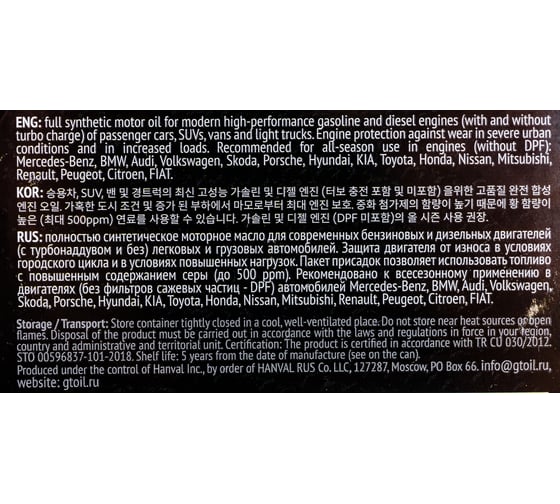 ENG: full synthetic motor oil for modern high-performance gasoline and diesel engines (with and without
turbo charge) of passenger cars, SUVs, vans and light trucks. Engine protection against wear in severe urban
conditions and in increased loads. Recommended for all-season use in engines (without DPF):
Mercedes-Benz, BMW, Audi, Volkswagen, Skoda, Porsche, Hyundai, KIA, Toyota, Honda, Nissan, Mitsubishi,
Renault, Peugeot, Citroen, FIAT.
KOR: 승용차, SUV, 밴 및 경트럭의 최신 고성능 가솔린 및 디젤 엔진 (터보 충전 포함 및 미포함) 을위한 고품질 완전 합성
엔진 오일. 가혹한 도시 조건 및 증가 된 부하에서 마모로부터 최대 엔진 보호. 중화 첨가제의 함량이 높기 때문에 황 함량이
높은 (최대 500ppm) 연료를 사용할 수 있습니다. 가솔린 및 디젤 엔진 (DPF 미포함)의 올 시즌 사용 권장.
RUS: полностью синтетическое моторное масло для современных бензиновых и дизельных двигателей
(с турбонаддувом и без) легковых и грузовых автомобилей. Защита двигателя от износа в условиях
городского цикла и в условиях повышенных нагрузок. Пакет присадок позволяет использовать топливо
с повышенным содержанием серы (до 500 ppm). Рекомендовано к всесезонному применению в
двигателях (без фильтров сажевых частиц - DPF) автомобилей Mercedes-Benz, BMW, Audi, Volkswagen,
Skoda, Porsche, Hyundai, KIA, Toyota, Honda, Nissan, Mitsubishi, Renault, Peugeot, Citroen, FIAT.
Storage / Transport: Store container tightly closed in a cool, well-ventilated place. Do not store near heat sources or open
flames. Disposal of the product must be carried out in accordance with the laws and regulations in force in your region,
country and administrative and territorial unit. Certification: The product is certified in accordance with TR CU 030/2012.
STO 00596837-101-2018. Shelf life: 5 years from the date of manufacture (see on the can).
Produced under the control of Hanval Inc., by order of HANVAL RUS Co. LLC, 127287, Moscow, PO Box 66. info@gtoil.ru,
website: gtoil.ru